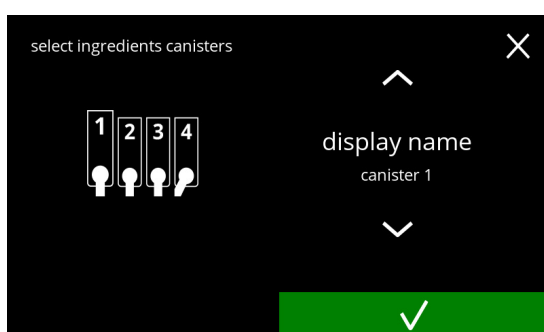 select ingredients canisters
1 2 3 4
display name
canister 1